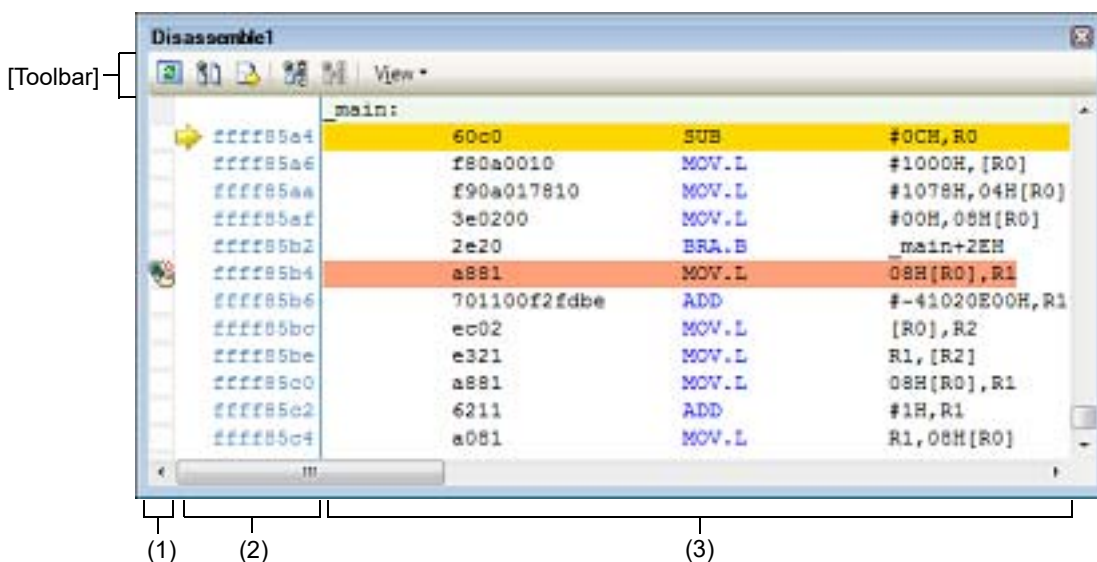 Disassemble1
[Toolbar]
View
_main:
ffff85a4 60c0 SUB #0CH,R0
ffff85a6 f80a0010 MOV.L #1000H,[R0]
ffff85aa f90a017810 MOV.L #1078H,04H[R0]
ffff85af 3e0200 MOV.L #00H,08H[R0]
ffff85b2 2e20 BRA.B _main+2EH
ffff85b4 a881 MOV.L 08H[R0],R1
ffff85b6 701100f2fdbe ADD #-41020E00H,R1
ffff85bc ec02 MOV.L [R0],R2
ffff85be e321 MOV.L R1,[R2]
ffff85c0 a881 MOV.L 08H[R0],R1
ffff85c2 6211 ADD #1H,R1
ffff85c4 a081 MOV.L R1,08H[R0]
(1) (2) (3)